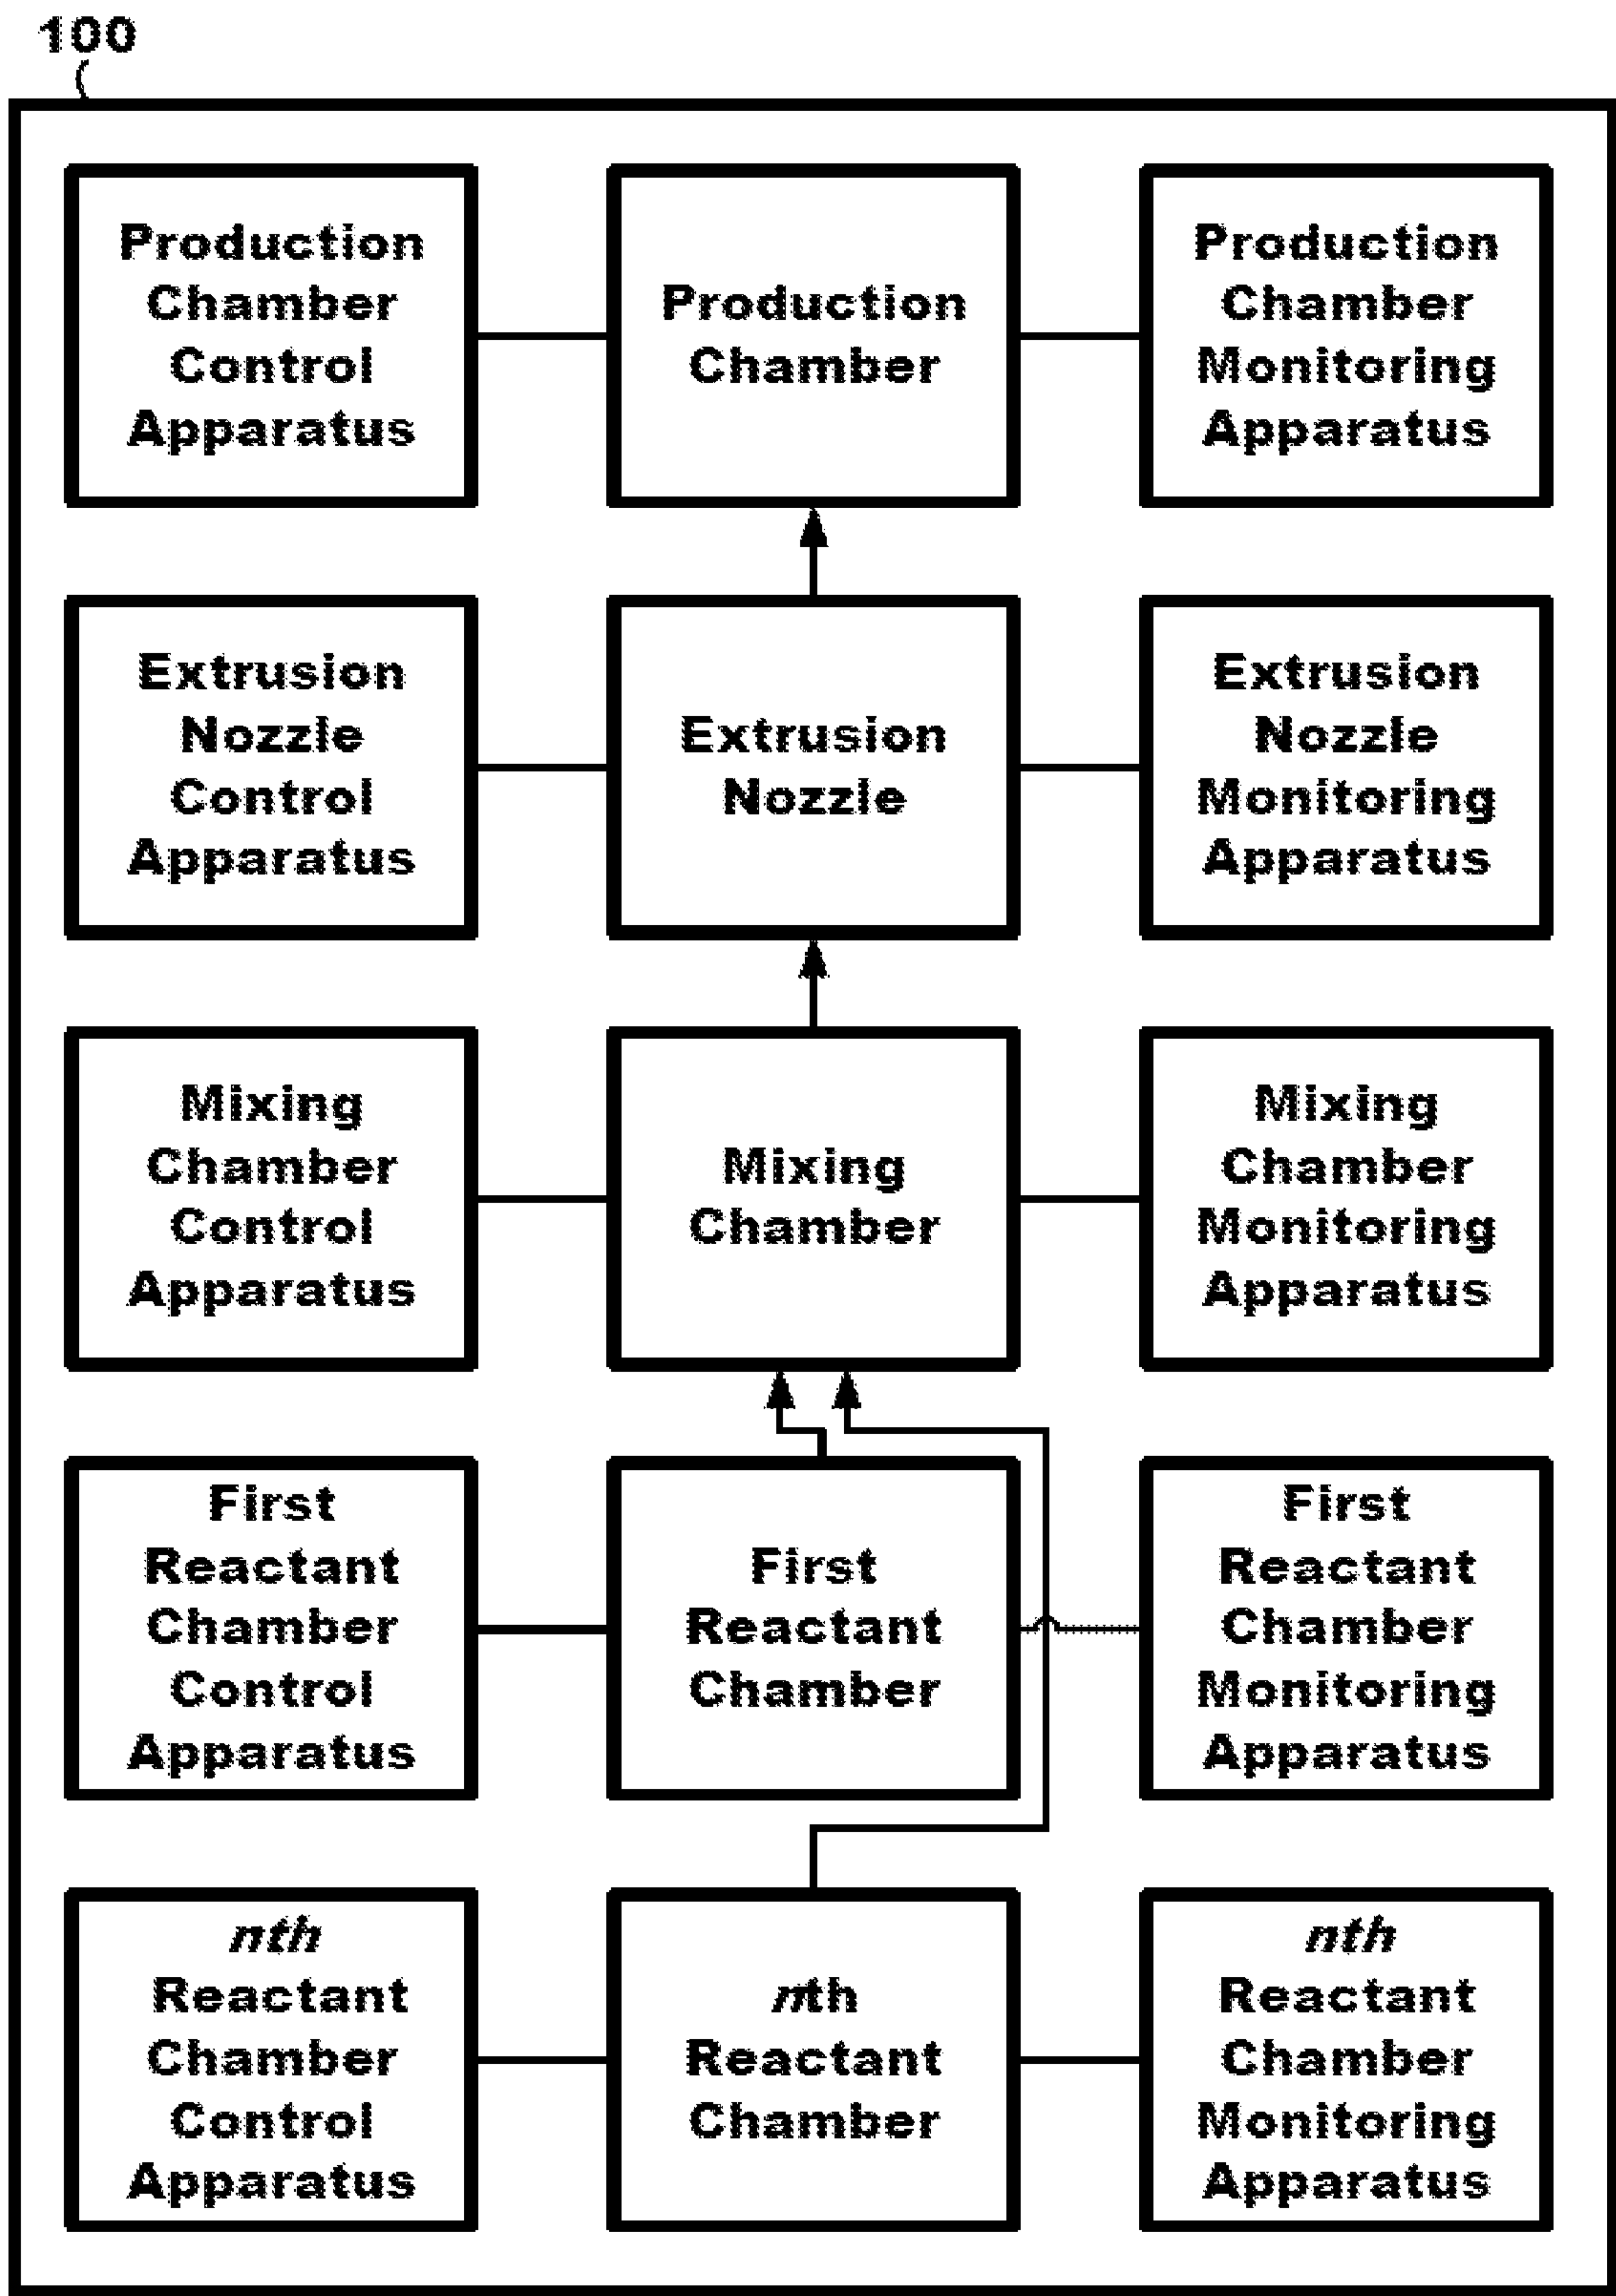 100
Production
Chamber
Control
Apparatus
Production
Chamber
Production
Chamber
Monitoring
Apparatus
Extrusion
Nozzle
Control
Apparatus
Extrusion
Nozzle
Extrusion
Nozzle
Monitoring
Apparatus
Mixing
Chamber
Control
Apparatus
Mixing
Chamber
Mixing
Chamber
Monitoring
Apparatus
First
Reactant
Chamber
Control
Apparatus
First
Reactant
Chamber
First
Reactant
Chamber
Monitoring
Apparatus
nth
Reactant
Chamber
Control
Apparatus
nth
Reactant
Chamber
nth
Reactant
Chamber
Monitoring
Apparatus